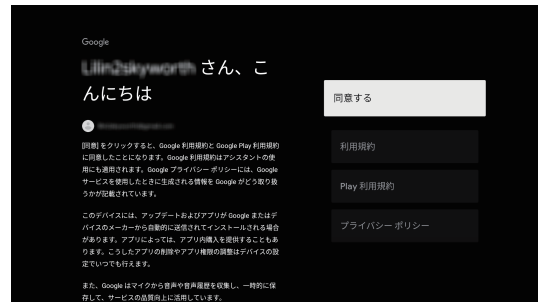 Google
さん、こ
んにちは
[同意] をクリックすると、Google 利用規約と Google Play 利用規約
に同意したことになります。Google 利用規約はアシスタントの使
用にも適用されます。Google プライバシー ポリシーには、Google
サービスを使用したときに生成される情報を Google がどう取り扱
うかが記載されています。
このデバイスには、アップデートおよびアプリが Google またはデ
バイスのメーカーから自動的に送信されてインストールされる場合
があります。アプリによっては、アプリ内購入を提供することもあ
ります。こうしたアプリの削除やアプリ権限の調整はデバイスの設
定でいつでも行えます。
また、Google はマイクから音声や音声履歴を収集し、一時的に保
存して、サービスの品質向上に活用しています。
同意する
利用規約
Play 利用規約
プライバシー ポリシー